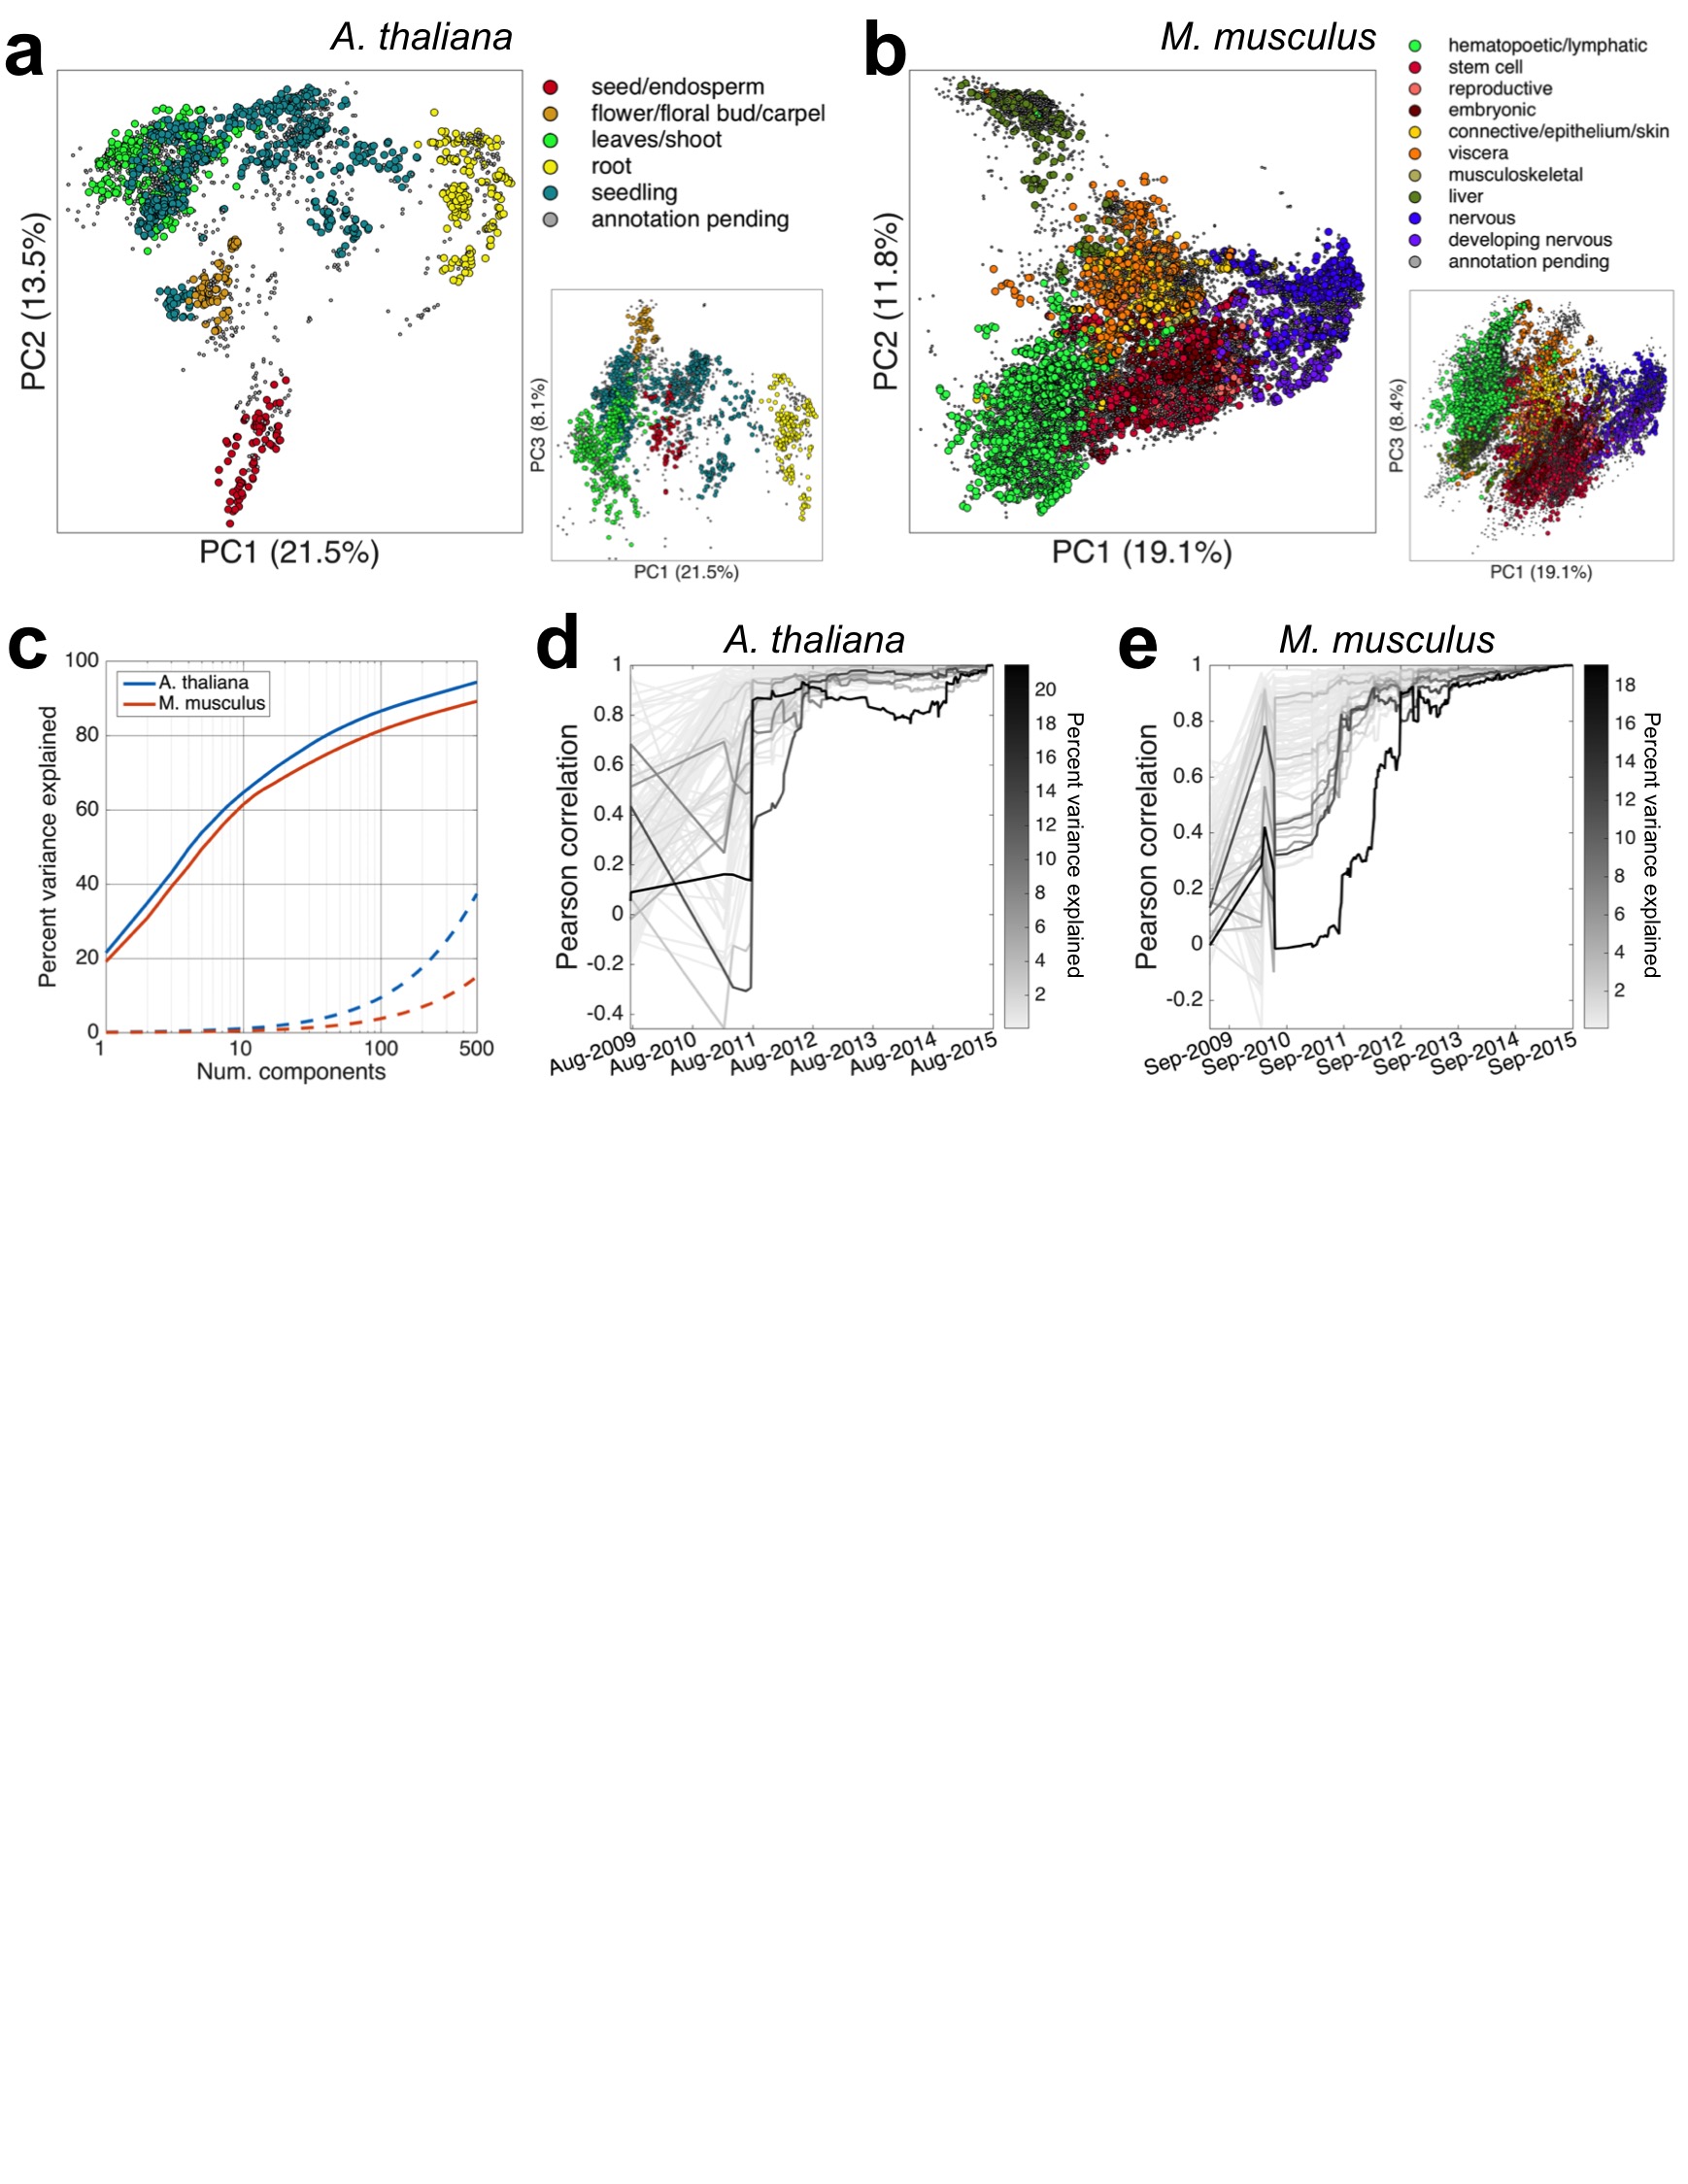 a
A. thaliana
PC2 (13.5%)
PC1 (21.5%)
seed/endosperm
flower/floral bud/carpel
leaves/shoot
root
seedling
annotation pending
PC3 (8.1%)
PC1 (21.5%)
b
M. musculus
PC2 (11.8%)
PC1 (19.1%)
hematopoetic/lymphatic
stem cell
reproductive
embryonic
connective/epithelium/skin
viscera
musculoskeletal
liver
nervous
developing nervous
annotation pending
PC3 (8.4%)
PC1 (19.1%)
c
Percent variance explained
100
80
60
40
20
0
A. thaliana
M. musculus
1
10
100
500
Num. components
d
A. thaliana
Pearson correlation
1
0.8
0.6
0.4
0.2
0
-0.2
-0.4
Aug-2009
Aug-2010
Aug-2011
Aug-2012
Aug-2013
Aug-2014
Aug-2015
20
18
16
14
12
10
8
6
4
2
Percent variance explained
e
M. musculus
Pearson correlation
1
0.8
0.6
0.4
0.2
0
-0.2
Sep-2009
Sep-2010
Sep-2011
Sep-2012
Sep-2013
Sep-2014
Sep-2015
18
16
14
12
10
8
6
4
2
Percent variance explained